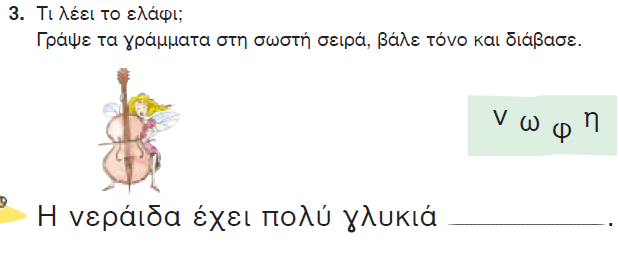 3. Τι λέει το ελάφι;
Γράψε τα γράμματα στη σωστή σειρά, βάλε τόνο και διάβασε.
ν ω φ η
Η νεράιδα έχει πολύ γλυκιά ____________.